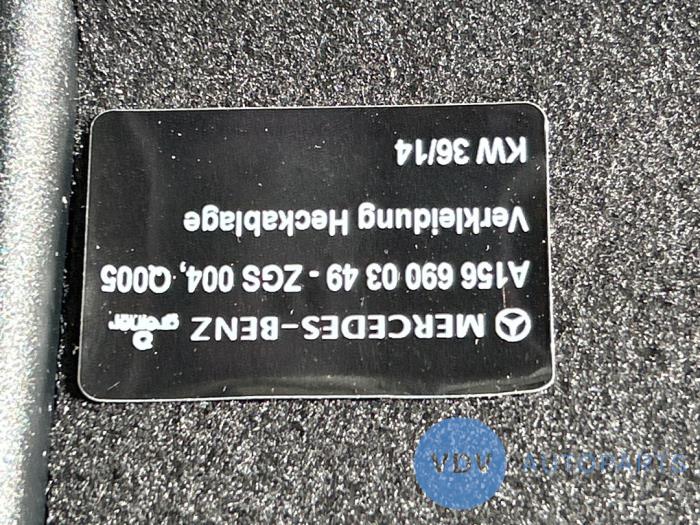 MERCEDES-BENZ greiner
A156 690 03 49 - ZGS 004, Q005
Verkleidung Heckablage
KW 36/14
VDV AUTOPARTS